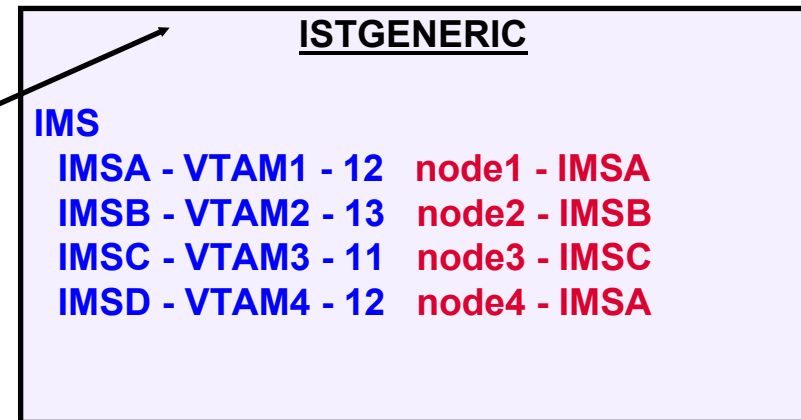 ISTGENERIC
IMS
IMSA - VTAM1 - 12 node1 - IMSA
IMSB - VTAM2 - 13 node2 - IMSB
IMSC - VTAM3 - 11 node3 - IMSC
IMSD - VTAM4 - 12 node4 - IMSA